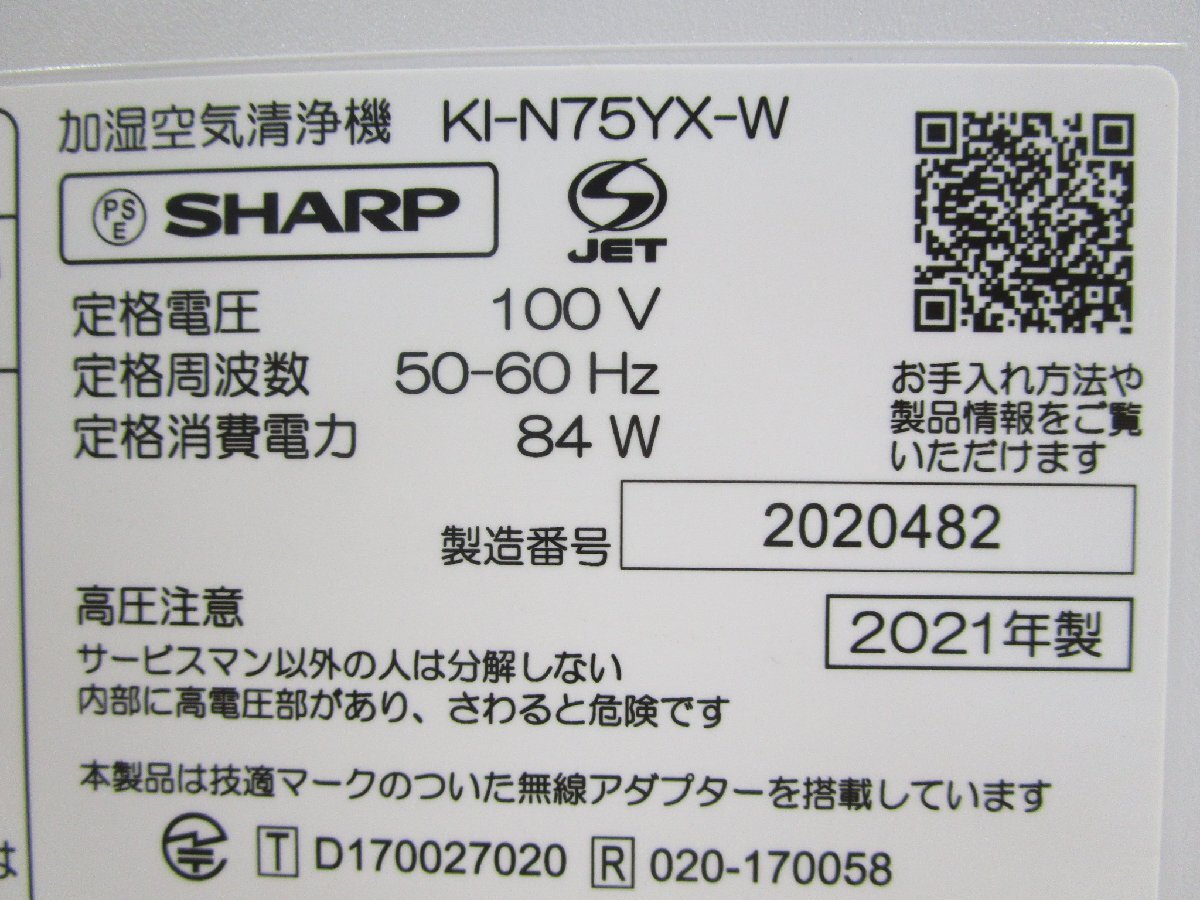 加湿空気清浄機 KI-N75YX-W
PS E SHARP
JET
定格電圧 100 V
定格周波数 50-60 Hz
定格消費電力 84 W
お手入れ方法や
製品情報をご覧
いただけます
製造番号 2020482
2021年製
高圧注意
サービスマン以外の人は分解しない
内部に高電圧部があり、さわると危険です
本製品は技適マークのついた無線アダプターを搭載しています
T D170027020 R 020-170058
は